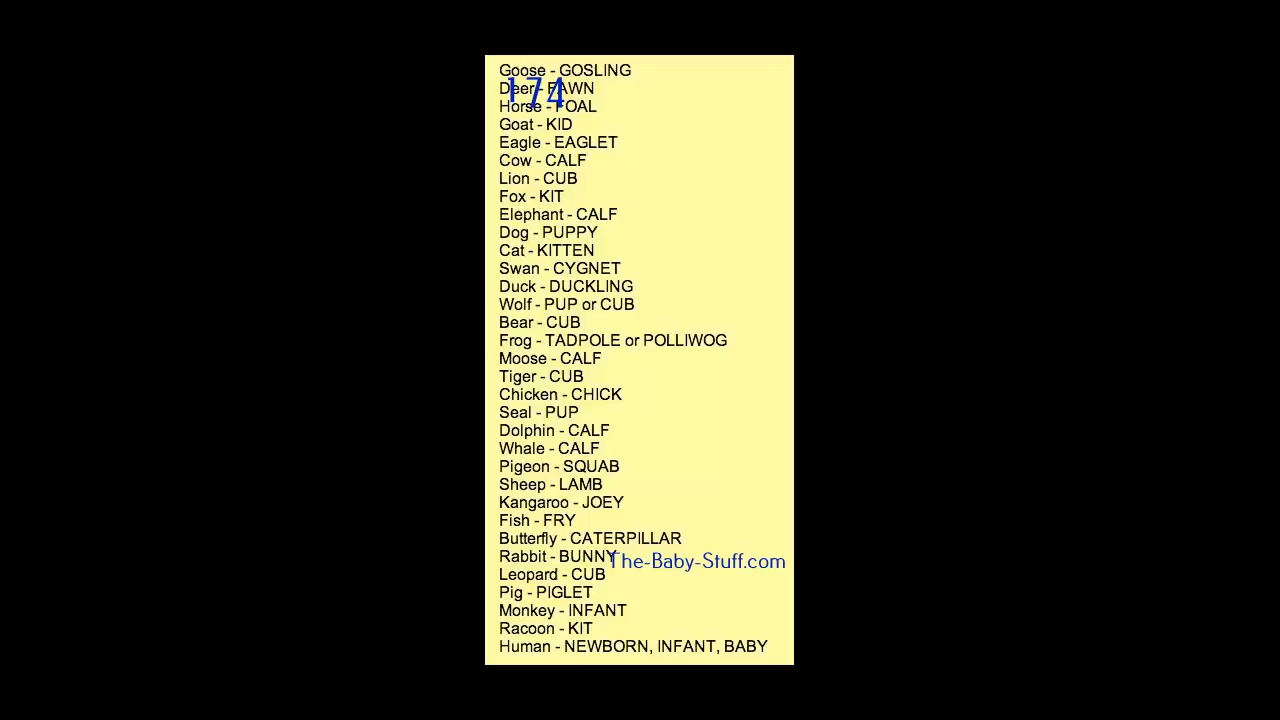 Goose - GOSLING
174
Deer - FAWN
Horse - FOAL
Goat - KID
Eagle - EAGLET
Cow - CALF
Lion - CUB
Fox - KIT
Elephant - CALF
Dog - PUPPY
Cat - KITTEN
Swan - CYGNET
Duck - DUCKLING
Wolf - PUP or CUB
Bear - CUB
Frog - TADPOLE or POLLIWOG
Moose - CALF
Tiger - CUB
Chicken - CHICK
Seal - PUP
Dolphin - CALF
Whale - CALF
Pigeon - SQUAB
Sheep - LAMB
Kangaroo - JOEY
Fish - FRY
Butterfly - CATERPILLAR
Rabbit - BUNNY
The-Baby-Stuff.com
Leopard - CUB
Pig - PIGLET
Monkey - INFANT
Racoon - KIT
Human - NEWBORN, INFANT, BABY